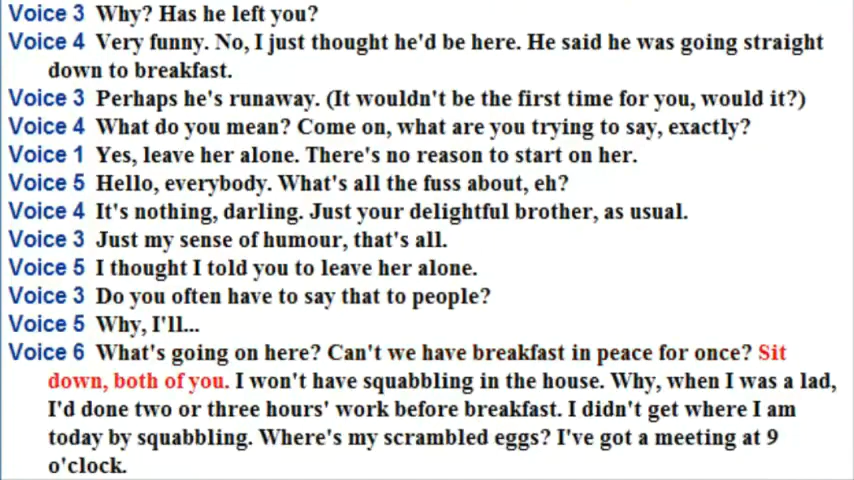 Voice 3 Why? Has he left you?
Voice 4 Very funny. No, I just thought he'd be here. He said he was going straight
down to breakfast.
Voice 3 Perhaps he's runaway. (It wouldn't be the first time for you, would it?)
Voice 4 What do you mean? Come on, what are you trying to say, exactly?
Voice 1 Yes, leave her alone. There's no reason to start on her.
Voice 5 Hello, everybody. What's all the fuss about, eh?
Voice 4 It's nothing, darling. Just your delightful brother, as usual.
Voice 3 Just my sense of humour, that's all.
Voice 5 I thought I told you to leave her alone.
Voice 3 Do you often have to say that to people?
Voice 5 Why, I'll...
Voice 6 What's going on here? Can't we have breakfast in peace for once? Sit
down, both of you. I won't have squabbling in the house. Why, when I was a lad,
I'd done two or three hours' work before breakfast. I didn't get where I am
today by squabbling. Where's my scrambled eggs? I've got a meeting at 9
o'clock.